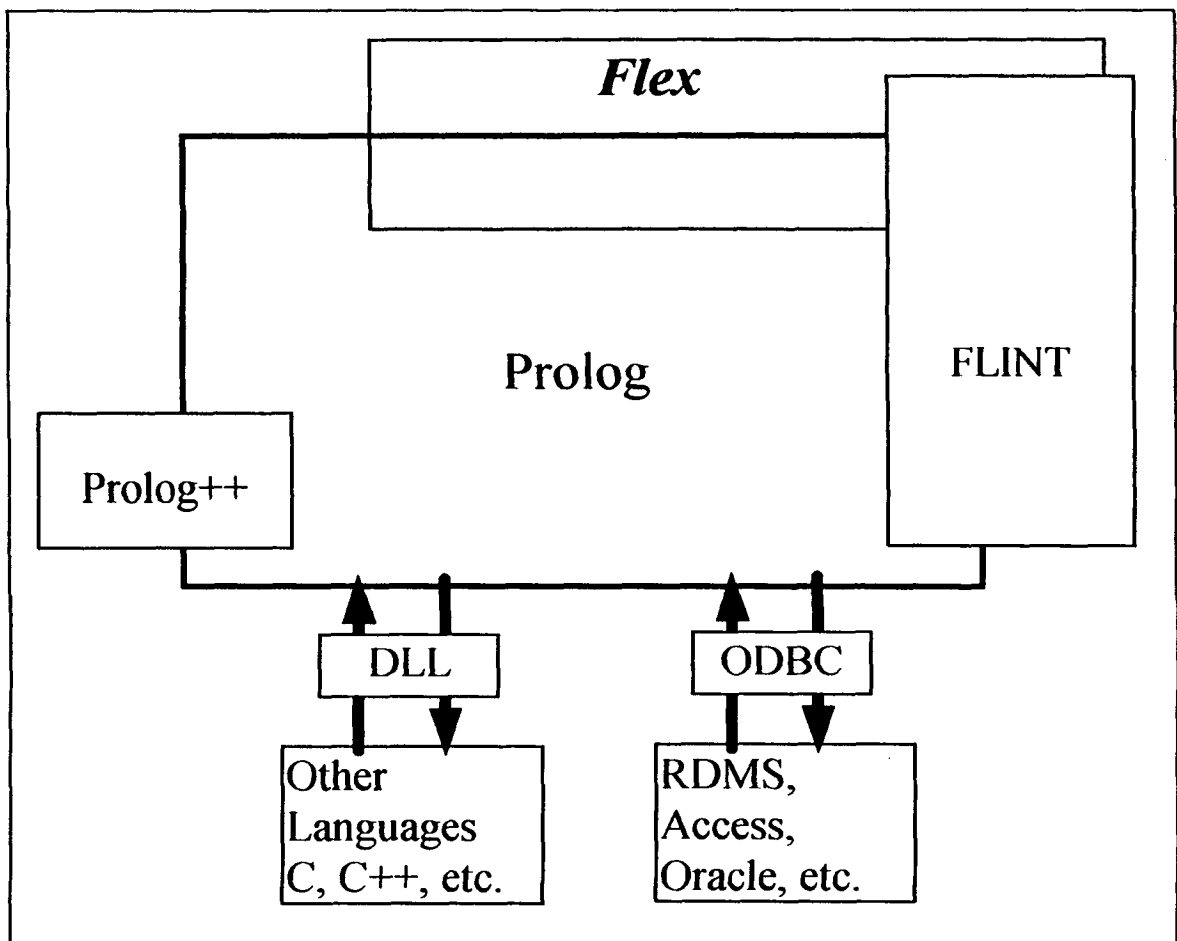 Flex
Prolog
FLINT
Prolog++
DLL
ODBC
Other
Languages
C, C++, etc.
RDMS,
Access,
Oracle, etc.